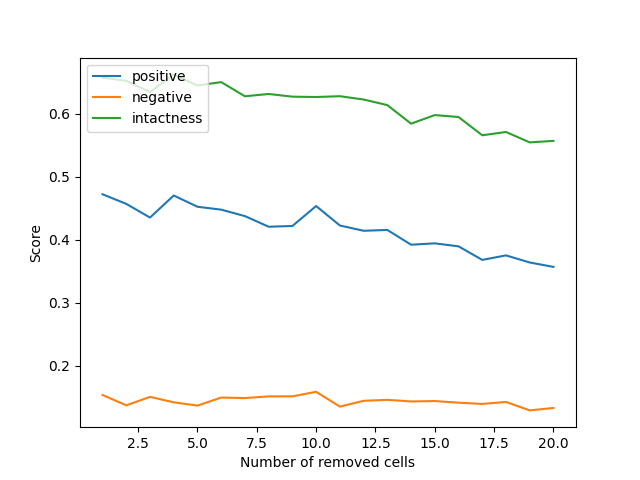 positive
negative
intactness
0.6
0.5
0.4
0.3
0.2
Score
2.5 5.0 7.5 10.0 12.5 15.0 17.5 20.0
Number of removed cells